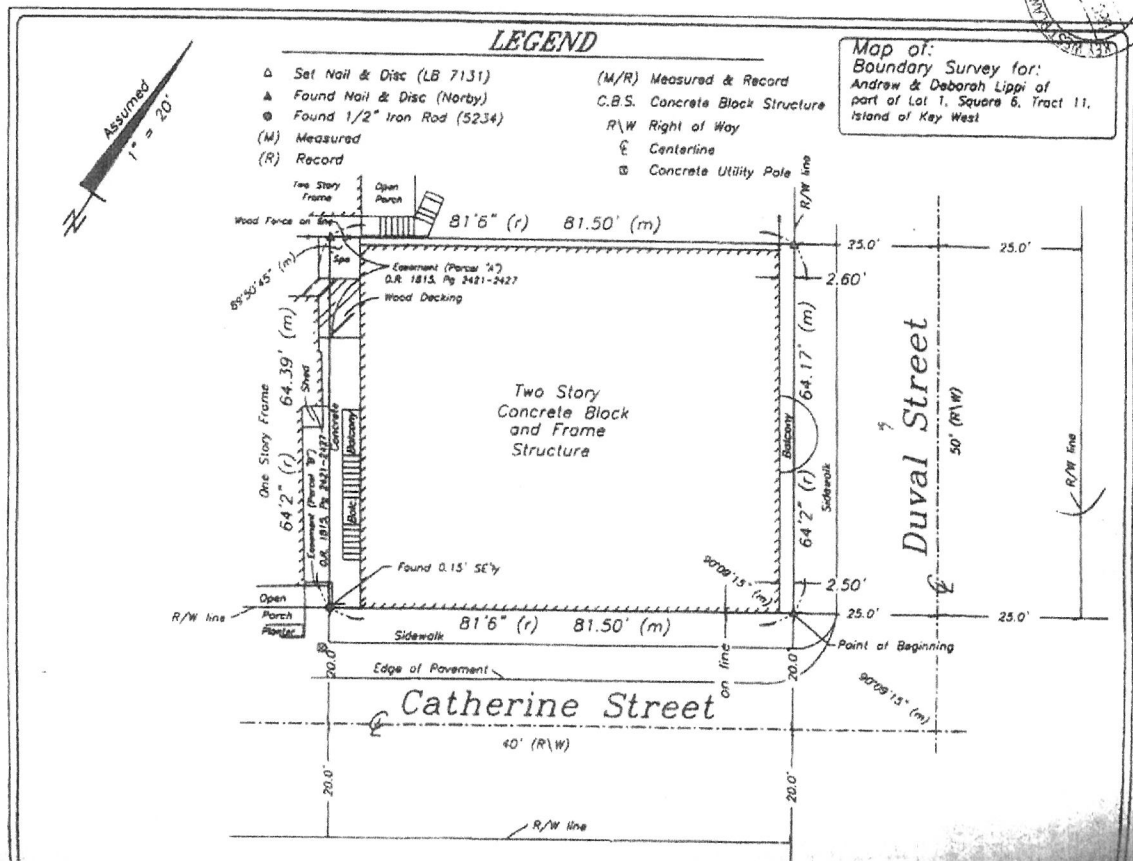 LEGEND
Set Nail & Disc (LB 7131)
Found Nail & Disc (Norby)
Found 1/2" Iron Rod (5234)
(M) Measured
(R) Record
(M/R) Measured & Record
C.B.S. Concrete Block Structure
R\W Right of Way
Centerline
Concrete Utility Pole
Map of:
Boundary Survey for:
Andrew & Deborah Lippi of
part of Lot 1, Square 6, Tract 11,
Island of Key West
Assumed
1" = 20'
N
Two Story
Frame
Open
Porch
Wood Fence on line
81'6" (r) 81.50' (m)
R/W line
25.0'
25.0'
Spa
Easement (Parcel "A")
O.R. 1815, Pg 2421-2427
Wood Decking
2.60'
89°50'45" (m)
64.39' (m)
64'2" (r)
One Story Frame
Shed
Easement (Parcel "B")
O.R. 1815, Pg 2421-2427
Concrete
Balcony
Balc.
Two Story
Concrete Block
and Frame
Structure
64.17' (m)
64'2" (r)
Balcony
Sidewalk
Duval Street
50' (R\W)
R/W line
Found 0.15' SE'ly
90°09'15" (m)
2.50'
25.0'
25.0'
Open
Porch
Planter
R/W line
81'6" (r) 81.50' (m)
Sidewalk
Point of Beginning
20.0'
Edge of Pavement
on line
20.0'
90°09'15" (m)
Catherine Street
40' (R\W)
20.0'
20.0'
R/W line